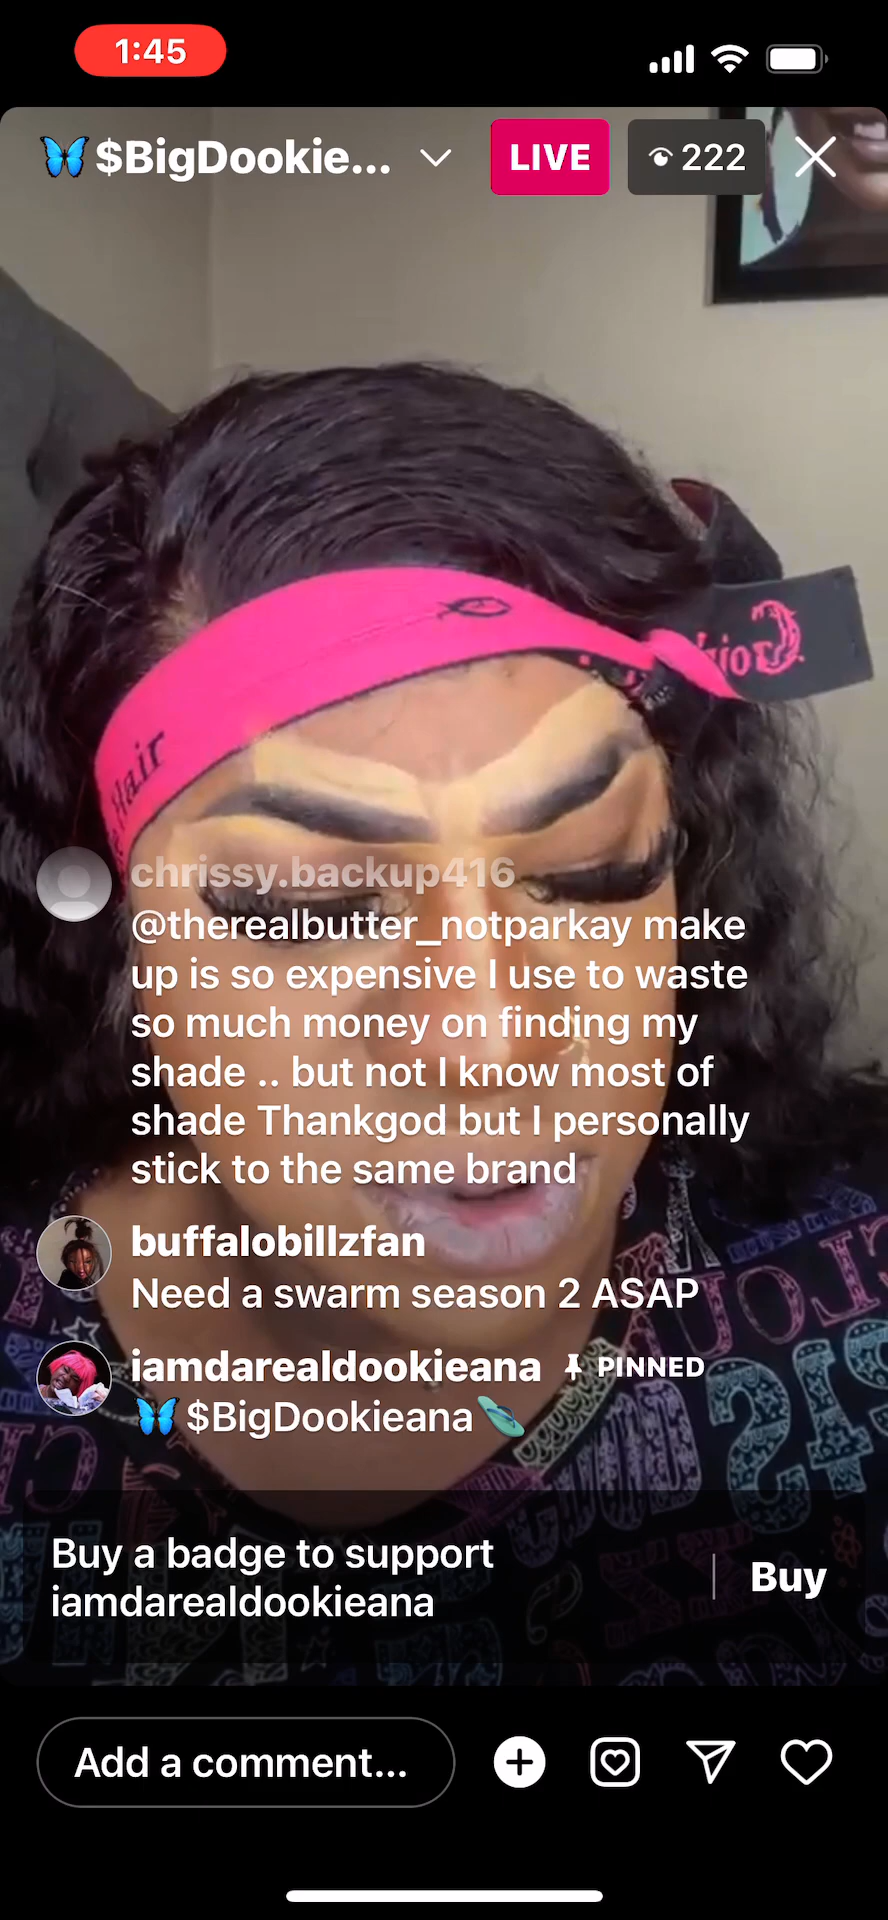 1:45
🦋$BigDookie...
LIVE
222
Hair
chrissy.backup416
@therealbutter_notparkay make
up is so expensive I use to waste
so much money on finding my
shade .. but not I know most of
shade Thankgod but I personally
stick to the same brand
buffalobillzfan
Need a swarm season 2 ASAP
iamdarealdookieana PINNED
🦋$BigDookieana🩴
Buy a badge to support
iamdarealdookieana
Buy
Add a comment...